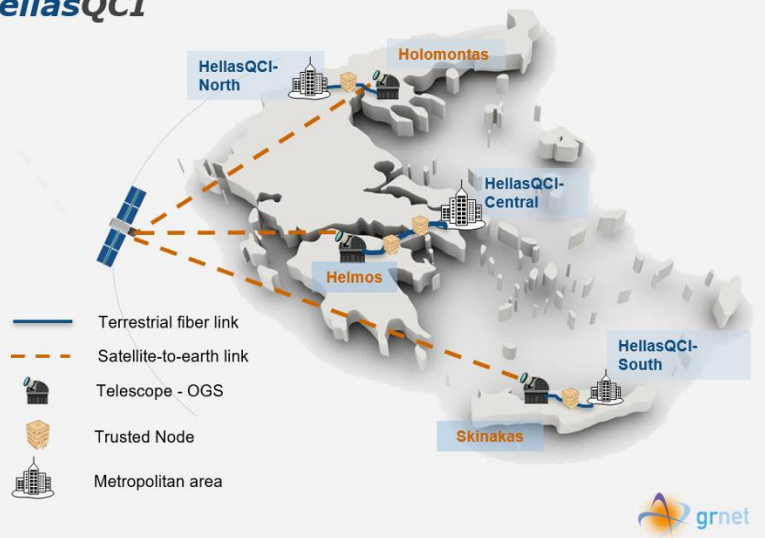 ellasQCI
Holomontas
HellasQCI-
North
HellasQCI-
Central
Helmos
Terrestrial fiber link
Satellite-to-earth link
Telescope - OGS
Trusted Node
Metropolitan area
HellasQCI-
South
Skinakas
grnet